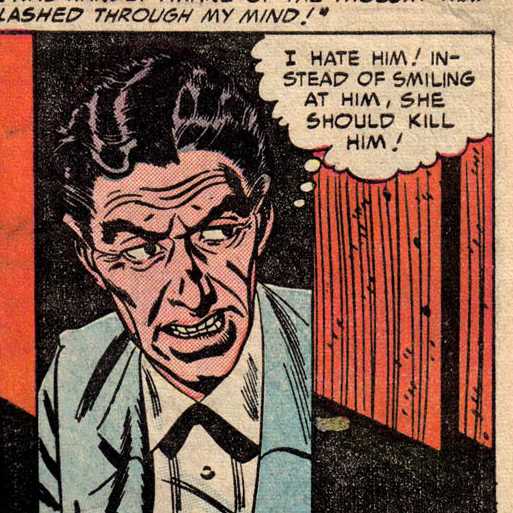 LASHED THROUGH MY MIND!"
I HATE HIM! IN-
STEAD OF SMILING
AT HIM, SHE
SHOULD KILL
HIM!